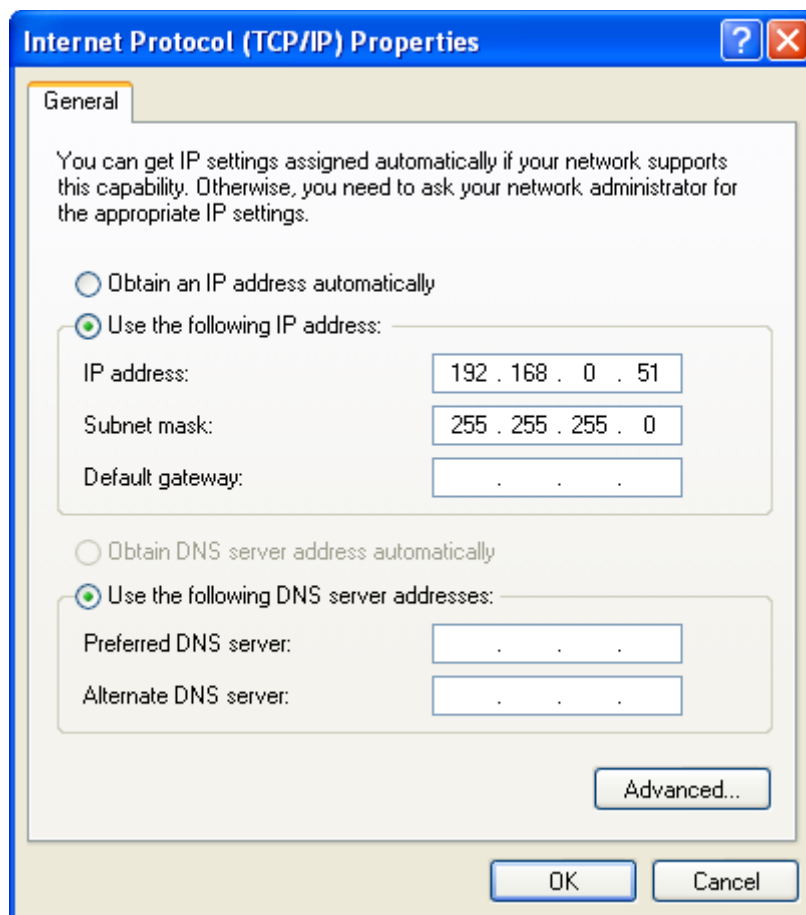 Internet Protocol (TCP/IP) Properties
General
You can get IP settings assigned automatically if your network supports
this capability. Otherwise, you need to ask your network administrator for
the appropriate IP settings.
Obtain an IP address automatically
Use the following IP address:
IP address: 192 . 168 . 0 . 51
Subnet mask: 255 . 255 . 255 . 0
Default gateway: . . .
Obtain DNS server address automatically
Use the following DNS server addresses:
Preferred DNS server: . . .
Alternate DNS server: . . .
Advanced...
OK Cancel